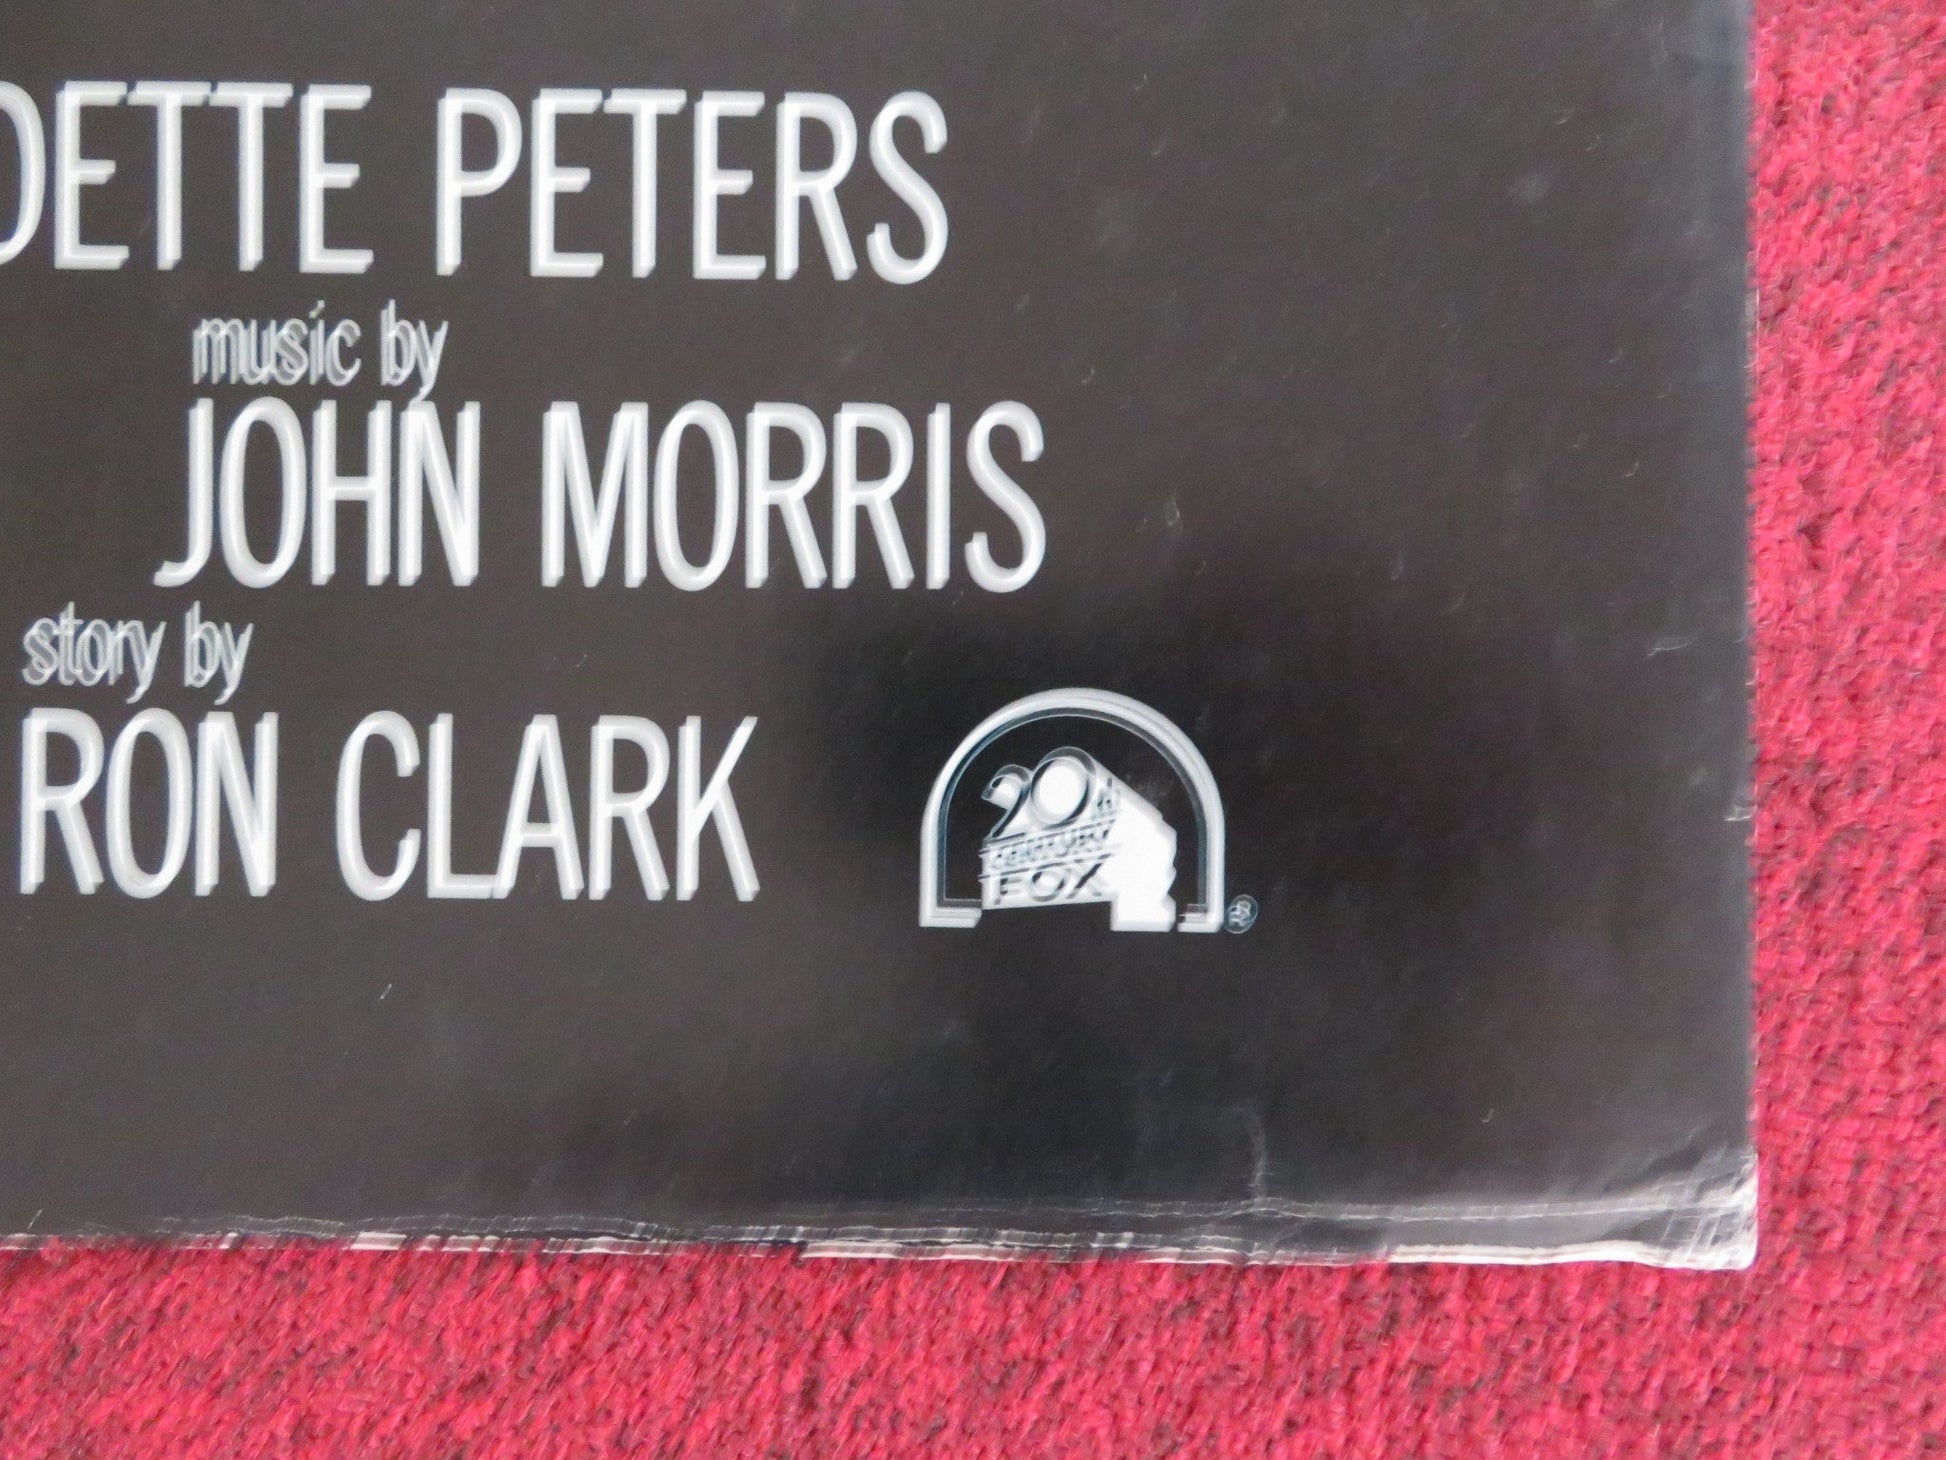 DETTE PETERS
music by
JOHN MORRIS
story by
RON CLARK
20th
CENTURY
FOX